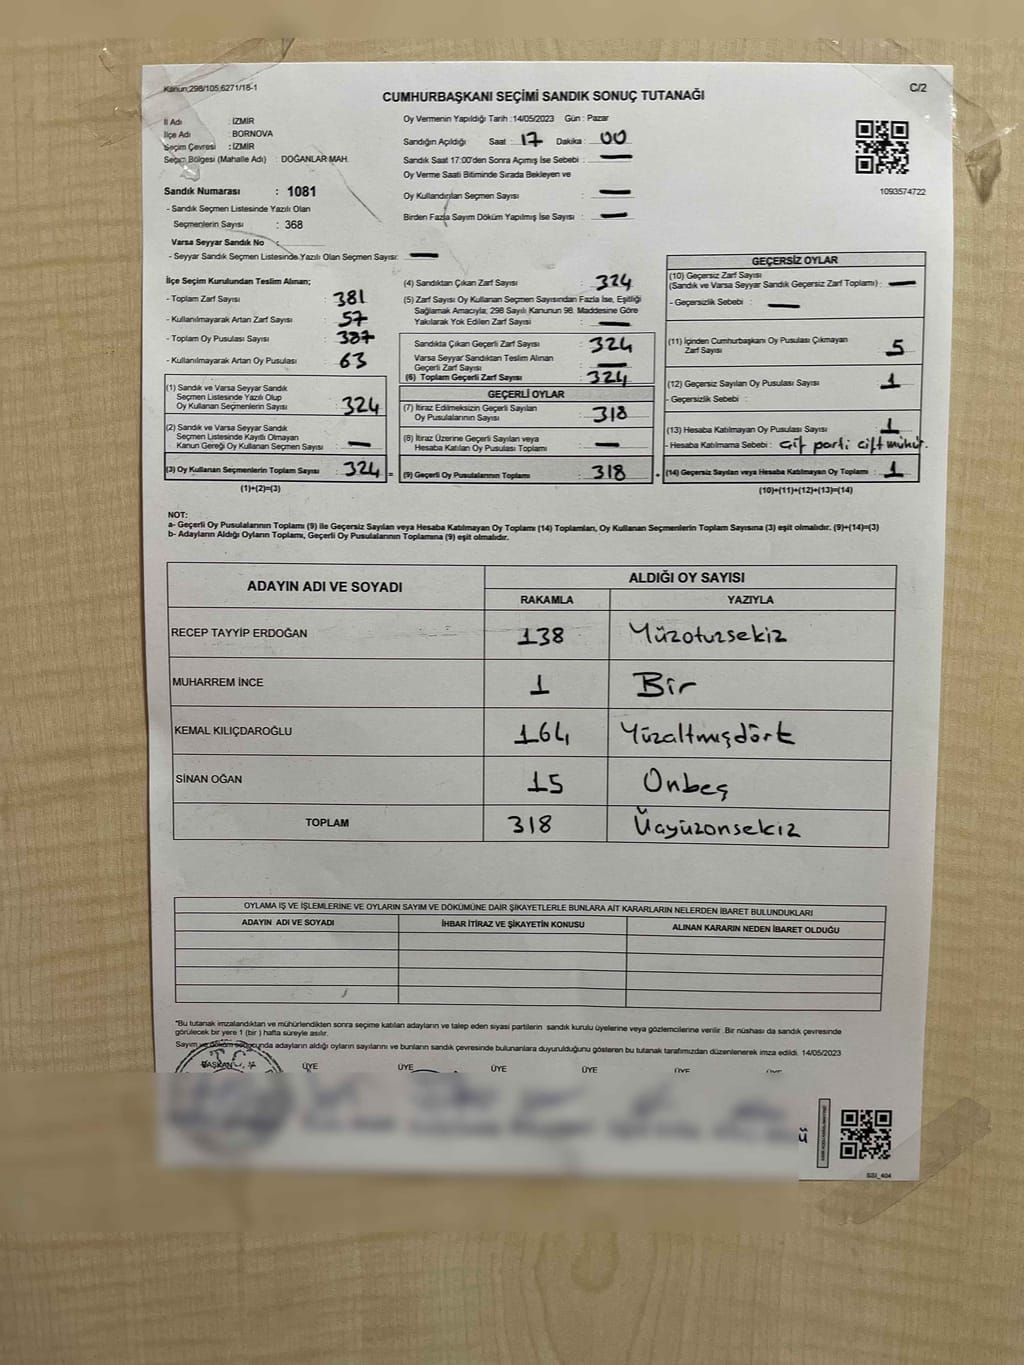 Kanun;298/105,6271/18-1
C/2
CUMHURBAŞKANI SEÇİMİ SANDIK SONUÇ TUTANAĞI
İl Adı : İZMİR
İlçe Adı : BORNOVA
Seçim Çevresi : İZMİR
Seçim Bölgesi (Mahalle Adı) : DOĞANLAR MAH.
Sandık Numarası : 1081
- Sandık Seçmen Listesinde Yazılı Olan
Seçmenlerin Sayısı : 368
Varsa Seyyar Sandık No :
- Seyyar Sandık Seçmen Listesinde Yazılı Olan Seçmen Sayısı: —
Oy Vermenin Yapıldığı Tarih :14/05/2023 Gün : Pazar
Sandığın Açıldığı Saat : 17 Dakika : 00
Sandık Saat 17:00'den Sonra Açımış İse Sebebi : —
Oy Verme Saati Bitiminde Sırada Bekleyen ve
Oy Kullandırılan Seçmen Sayısı : —
Birden Fazla Sayım Döküm Yapılmış İse Sayısı : —
1093574722
İlçe Seçim Kurulundan Teslim Alınan;
- Toplam Zarf Sayısı : 381
- Kullanılmayarak Artan Zarf Sayısı : 57
- Toplam Oy Pusulası Sayısı : 387
- Kullanılmayarak Artan Oy Pusulası : 63
(1) Sandık ve Varsa Seyyar Sandık
Seçmen Listesinde Yazılı Olup
Oy Kullanan Seçmenlerin Sayısı : 324
(2) Sandık ve Varsa Seyyar Sandık
Seçmen Listesinde Kayıtlı Olmayan
Kanun Gereği Oy Kullanan Seçmen Sayısı : —
(3) Oy Kullanan Seçmenlerin Toplam Sayısı : 324 =
(1)+(2)=(3)
(4) Sandıktan Çıkan Zarf Sayısı : 324
(5) Zarf Sayısı Oy Kullanan Seçmen Sayısından Fazla İse, Eşitliği
Sağlamak Amacıyla; 298 Sayılı Kanunun 98. Maddesine Göre
Yakılarak Yok Edilen Zarf Sayısı : —
Sandıkta Çıkan Geçerli Zarf Sayısı : 324
Varsa Seyyar Sandıktan Teslim Alınan
Geçerli Zarf Sayısı : —
(6) Toplam Geçerli Zarf Sayısı : 324
GEÇERLİ OYLAR
(7) İtiraz Edilmeksizin Geçerli Sayılan
Oy Pusulalarının Sayısı : 318
(8) İtiraz Üzerine Geçerli Sayılan veya
Hesaba Katılan Oy Pusulası Toplamı : —
(9) Geçerli Oy Pusulalarının Toplamı : 318 +
GEÇERSİZ OYLAR
(10) Geçersiz Zarf Sayısı
(Sandık ve Varsa Seyyar Sandık Geçersiz Zarf Toplamı) : —
- Geçersizlik Sebebi : —
(11) İçinden Cumhurbaşkanı Oy Pusulası Çıkmayan
Zarf Sayısı : 5
(12) Geçersiz Sayılan Oy Pusulası Sayısı : 1
- Geçersizlik Sebebi :
(13) Hesaba Katılmayan Oy Pusulası Sayısı : 1
- Hesaba Katılmama Sebebi : Çift parti çift mühür.
(14) Geçersiz Sayılan veya Hesaba Katılmayan Oy Toplamı : 1
(10)+(11)+(12)+(13)=(14)
NOT:
a- Geçerli Oy Pusulalarının Toplamı (9) ile Geçersiz Sayılan veya Hesaba Katılmayan Oy Toplamı (14) Toplamları, Oy Kullanan Seçmenlerin Toplam Sayısına (3) eşit olmalıdır. (9)+(14)=(3)
b- Adayların Aldığı Oyların Toplamı, Geçerli Oy Pusulalarının Toplamına (9) eşit olmalıdır.
ADAYIN ADI VE SOYADI
ALDIĞI OY SAYISI
RAKAMLA YAZIYLA
RECEP TAYYİP ERDOĞAN 138 Yüzotuzsekiz
MUHARREM İNCE 1 Bir
KEMAL KILIÇDAROĞLU 164 Yüzaltmışdört
SİNAN OĞAN 15 Onbeş
TOPLAM 318 Üçyüzonsekiz
OYLAMA İŞ VE İŞLEMLERİNE VE OYLARIN SAYIM VE DÖKÜMÜNE DAİR ŞİKAYETLERLE BUNLARA AİT KARARLARIN NELERDEN İBARET BULUNDUKLARI
ADAYIN ADI VE SOYADI İHBAR İTİRAZ VE ŞİKAYETİN KONUSU ALINAN KARARIN NEDEN İBARET OLDUĞU
*Bu tutanak imzalandıktan ve mühürlendikten sonra seçime katılan adayların ve talep eden siyasi partilerin sandık kurulu üyelerine veya gözlemcilerine verilir. Bir nüshası da sandık çevresinde
görülecek bir yere 1 (bir ) hafta süreyle asılır.
Sayım ve döküm sonucunda adayların aldığı oyların sayılarını ve bunların sandık çevresinde bulunanlara duyurulduğunu gösteren bu tutanak tarafımızdan düzenlenerek imza edildi. 14/05/2023
BAŞKAN ÜYE ÜYE ÜYE ÜYE ÜYE ÜYE
ü
SSI_404